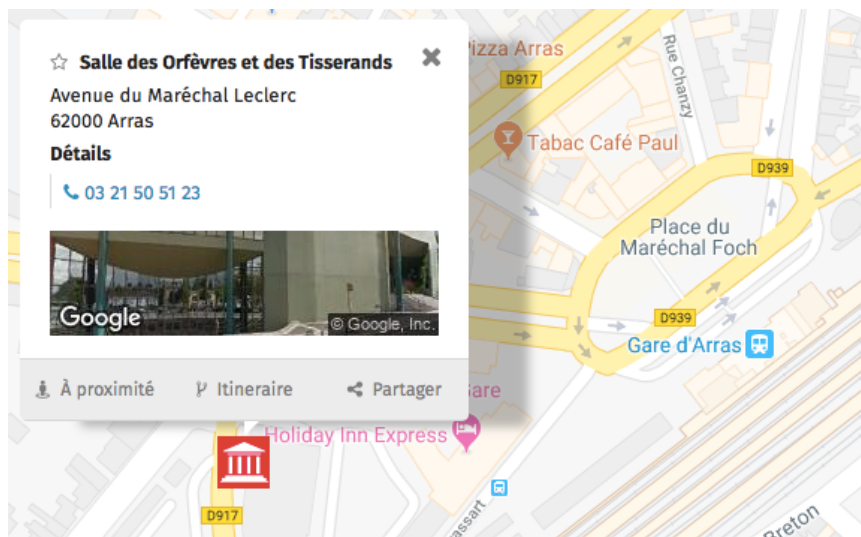 Salle des Orfèvres et des Tisserands
Avenue du Maréchal Leclerc
62000 Arras
Détails
03 21 50 51 23
Google
© Google, Inc.
À proximité
Itineraire
Partager
Pizza Arras
D917
Rue Chanzy
Tabac Café Paul
D939
Place du
Maréchal Foch
D939
Gare d'Arras
Gare
Holiday Inn Express
D917
Breton